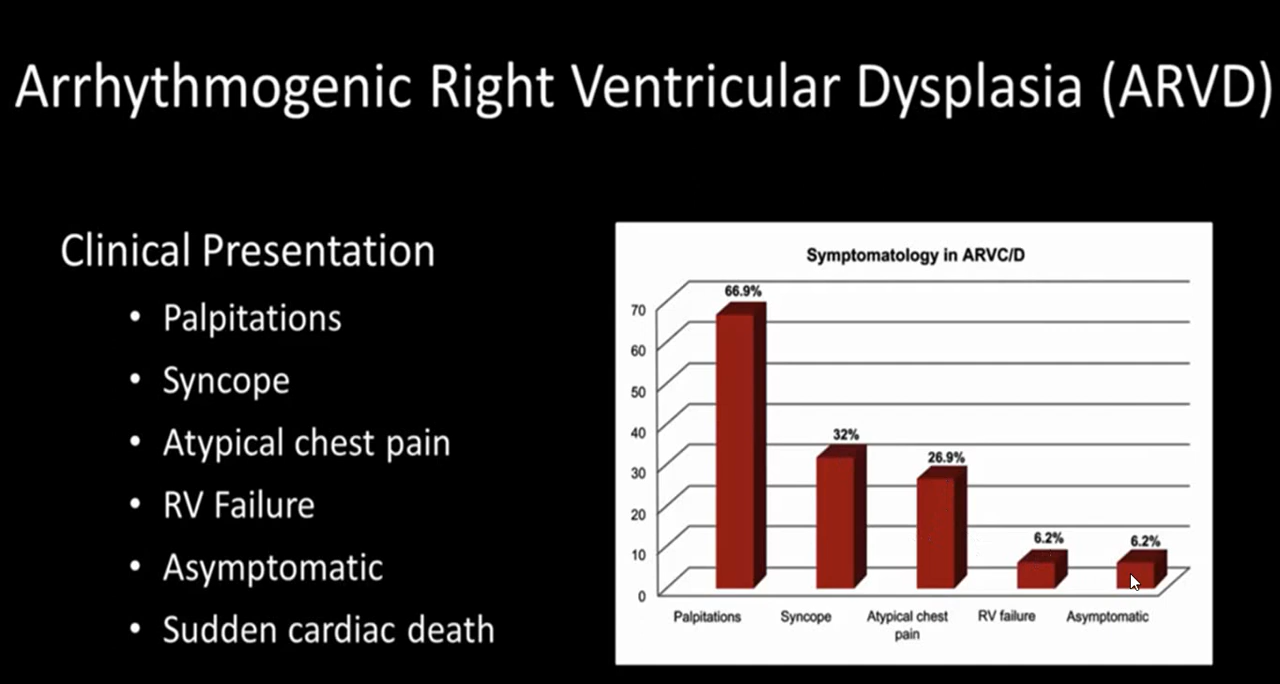 Arrhythmogenic Right Ventricular Dysplasia (ARVD)
Clinical Presentation
• Palpitations
• Syncope
• Atypical chest pain
• RV Failure
• Asymptomatic
• Sudden cardiac death
Symptomatology in ARVC/D
70
60
50
40
30
20
10
0
66.9%
32%
26.9%
6.2%
6.2%
Palpitations
Syncope
Atypical chest
pain
RV failure
Asymptomatic